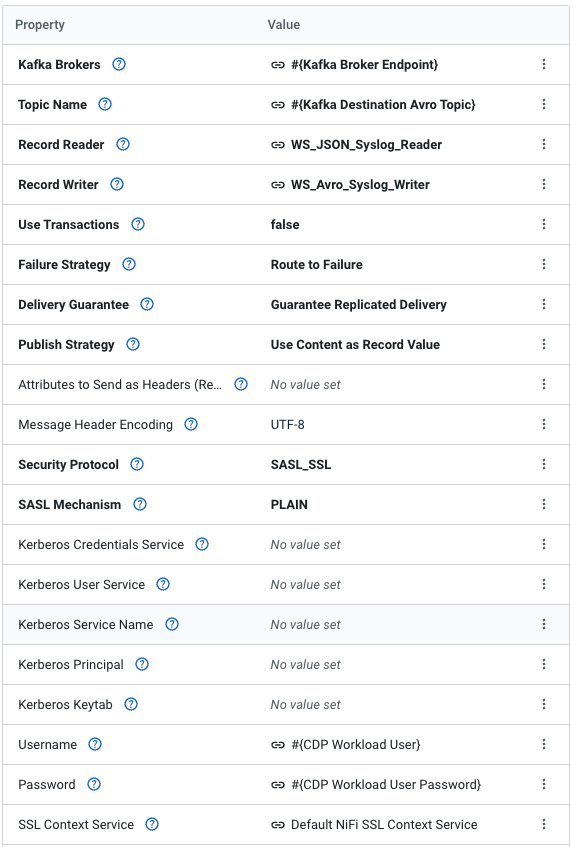 Property Value
Kafka Brokers ? #{Kafka Broker Endpoint}
Topic Name ? #{Kafka Destination Avro Topic}
Record Reader ? WS_JSON_Syslog_Reader
Record Writer ? WS_Avro_Syslog_Writer
Use Transactions ? false
Failure Strategy ? Route to Failure
Delivery Guarantee ? Guarantee Replicated Delivery
Publish Strategy ? Use Content as Record Value
Attributes to Send as Headers (Re... ? No value set
Message Header Encoding ? UTF-8
Security Protocol ? SASL_SSL
SASL Mechanism ? PLAIN
Kerberos Credentials Service ? No value set
Kerberos User Service ? No value set
Kerberos Service Name ? No value set
Kerberos Principal ? No value set
Kerberos Keytab ? No value set
Username ? #{CDP Workload User}
Password ? #{CDP Workload User Password}
SSL Context Service ? Default NiFi SSL Context Service